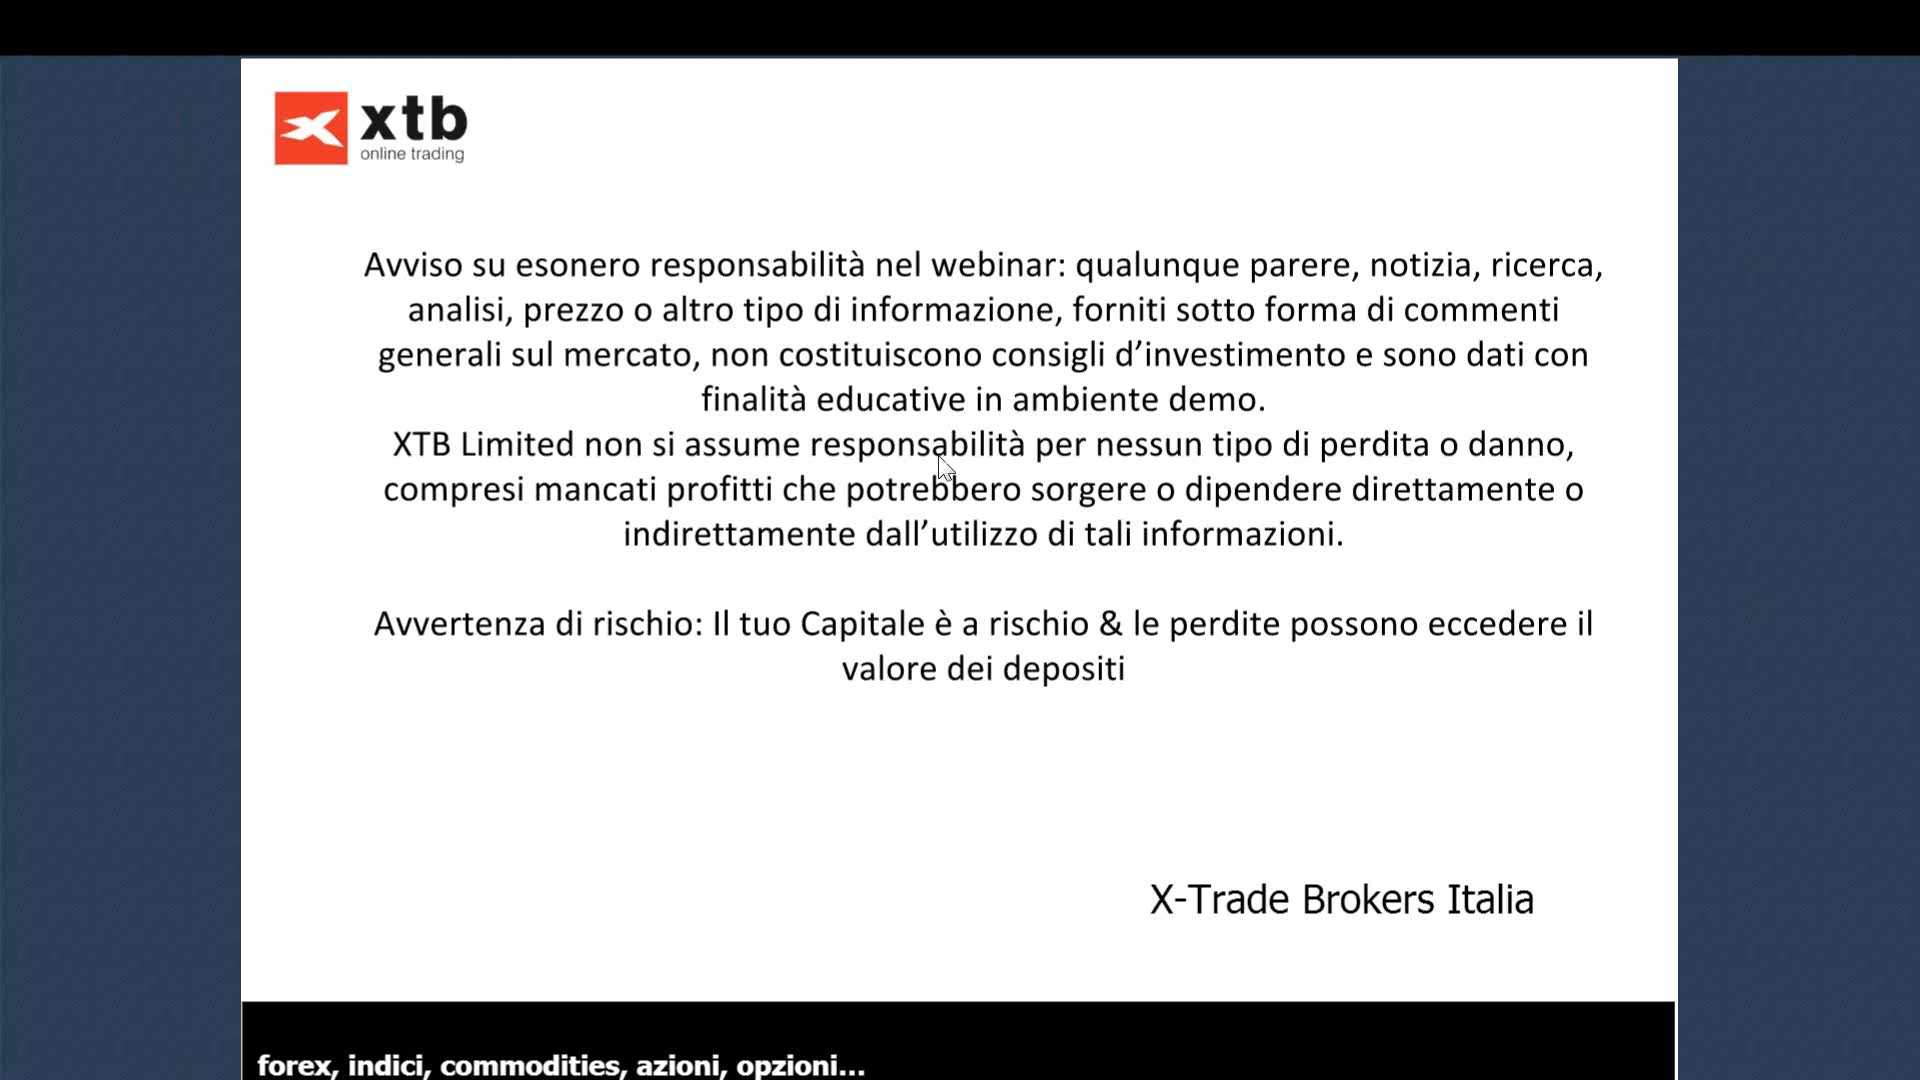 xtb
online trading
Avviso su esonero responsabilità nel webinar: qualunque parere, notizia, ricerca,
analisi, prezzo o altro tipo di informazione, forniti sotto forma di commenti
generali sul mercato, non costituiscono consigli d’investimento e sono dati con
finalità educative in ambiente demo.
XTB Limited non si assume responsabilità per nessun tipo di perdita o danno,
compresi mancati profitti che potrebbero sorgere o dipendere direttamente o
indirettamente dall’utilizzo di tali informazioni.
Avvertenza di rischio: Il tuo Capitale è a rischio & le perdite possono eccedere il
valore dei depositi
X-Trade Brokers Italia
forex, indici, commodities, azioni, opzioni...